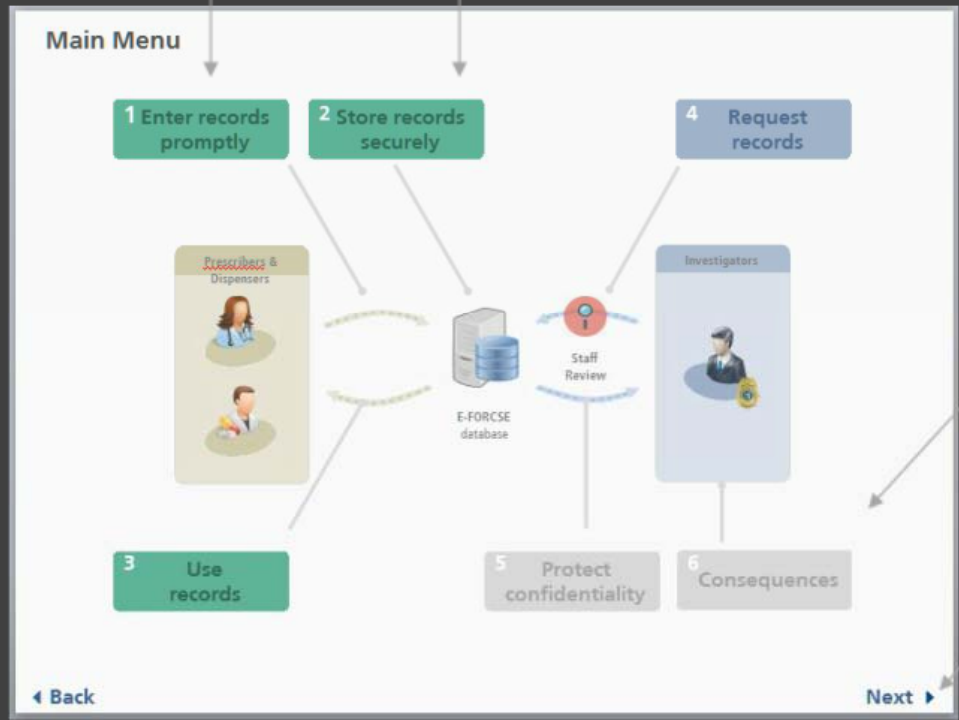 Main Menu
1 Enter records
promptly
2 Store records
securely
4 Request
records
Prescribers &
Dispensers
Investigators
Staff
Review
E-FORCSE
database
3 Use
records
5 Protect
confidentiality
6 Consequences
Back
Next